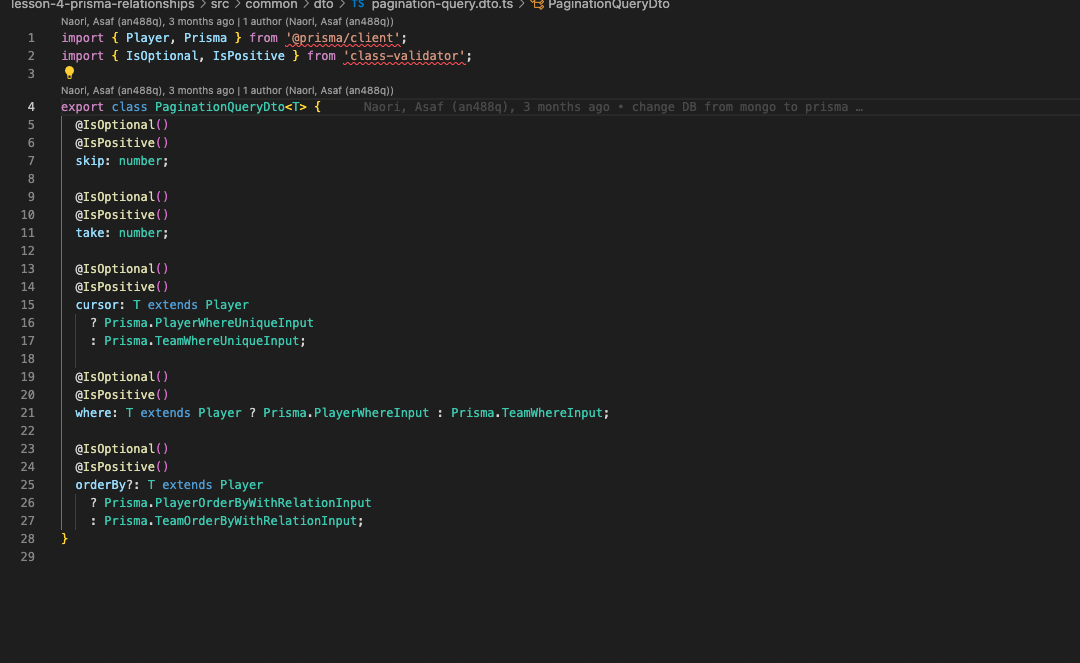 lesson-4-prisma-relationships > src > common > dto > TS pagination-query.dto.ts > PaginationQueryDto
Naori, Asaf (an488q), 3 months ago | 1 author (Naori, Asaf (an488q))
1 import { Player, Prisma } from '@prisma/client';
2 import { IsOptional, IsPositive } from 'class-validator';
3
Naori, Asaf (an488q), 3 months ago | 1 author (Naori, Asaf (an488q))
4 export class PaginationQueryDto<T> { Naori, Asaf (an488q), 3 months ago • change DB from mongo to prisma …
5 @IsOptional()
6 @IsPositive()
7 skip: number;
8
9 @IsOptional()
10 @IsPositive()
11 take: number;
12
13 @IsOptional()
14 @IsPositive()
15 cursor: T extends Player
16 ? Prisma.PlayerWhereUniqueInput
17 : Prisma.TeamWhereUniqueInput;
18
19 @IsOptional()
20 @IsPositive()
21 where: T extends Player ? Prisma.PlayerWhereInput : Prisma.TeamWhereInput;
22
23 @IsOptional()
24 @IsPositive()
25 orderBy?: T extends Player
26 ? Prisma.PlayerOrderByWithRelationInput
27 : Prisma.TeamOrderByWithRelationInput;
28 }
29